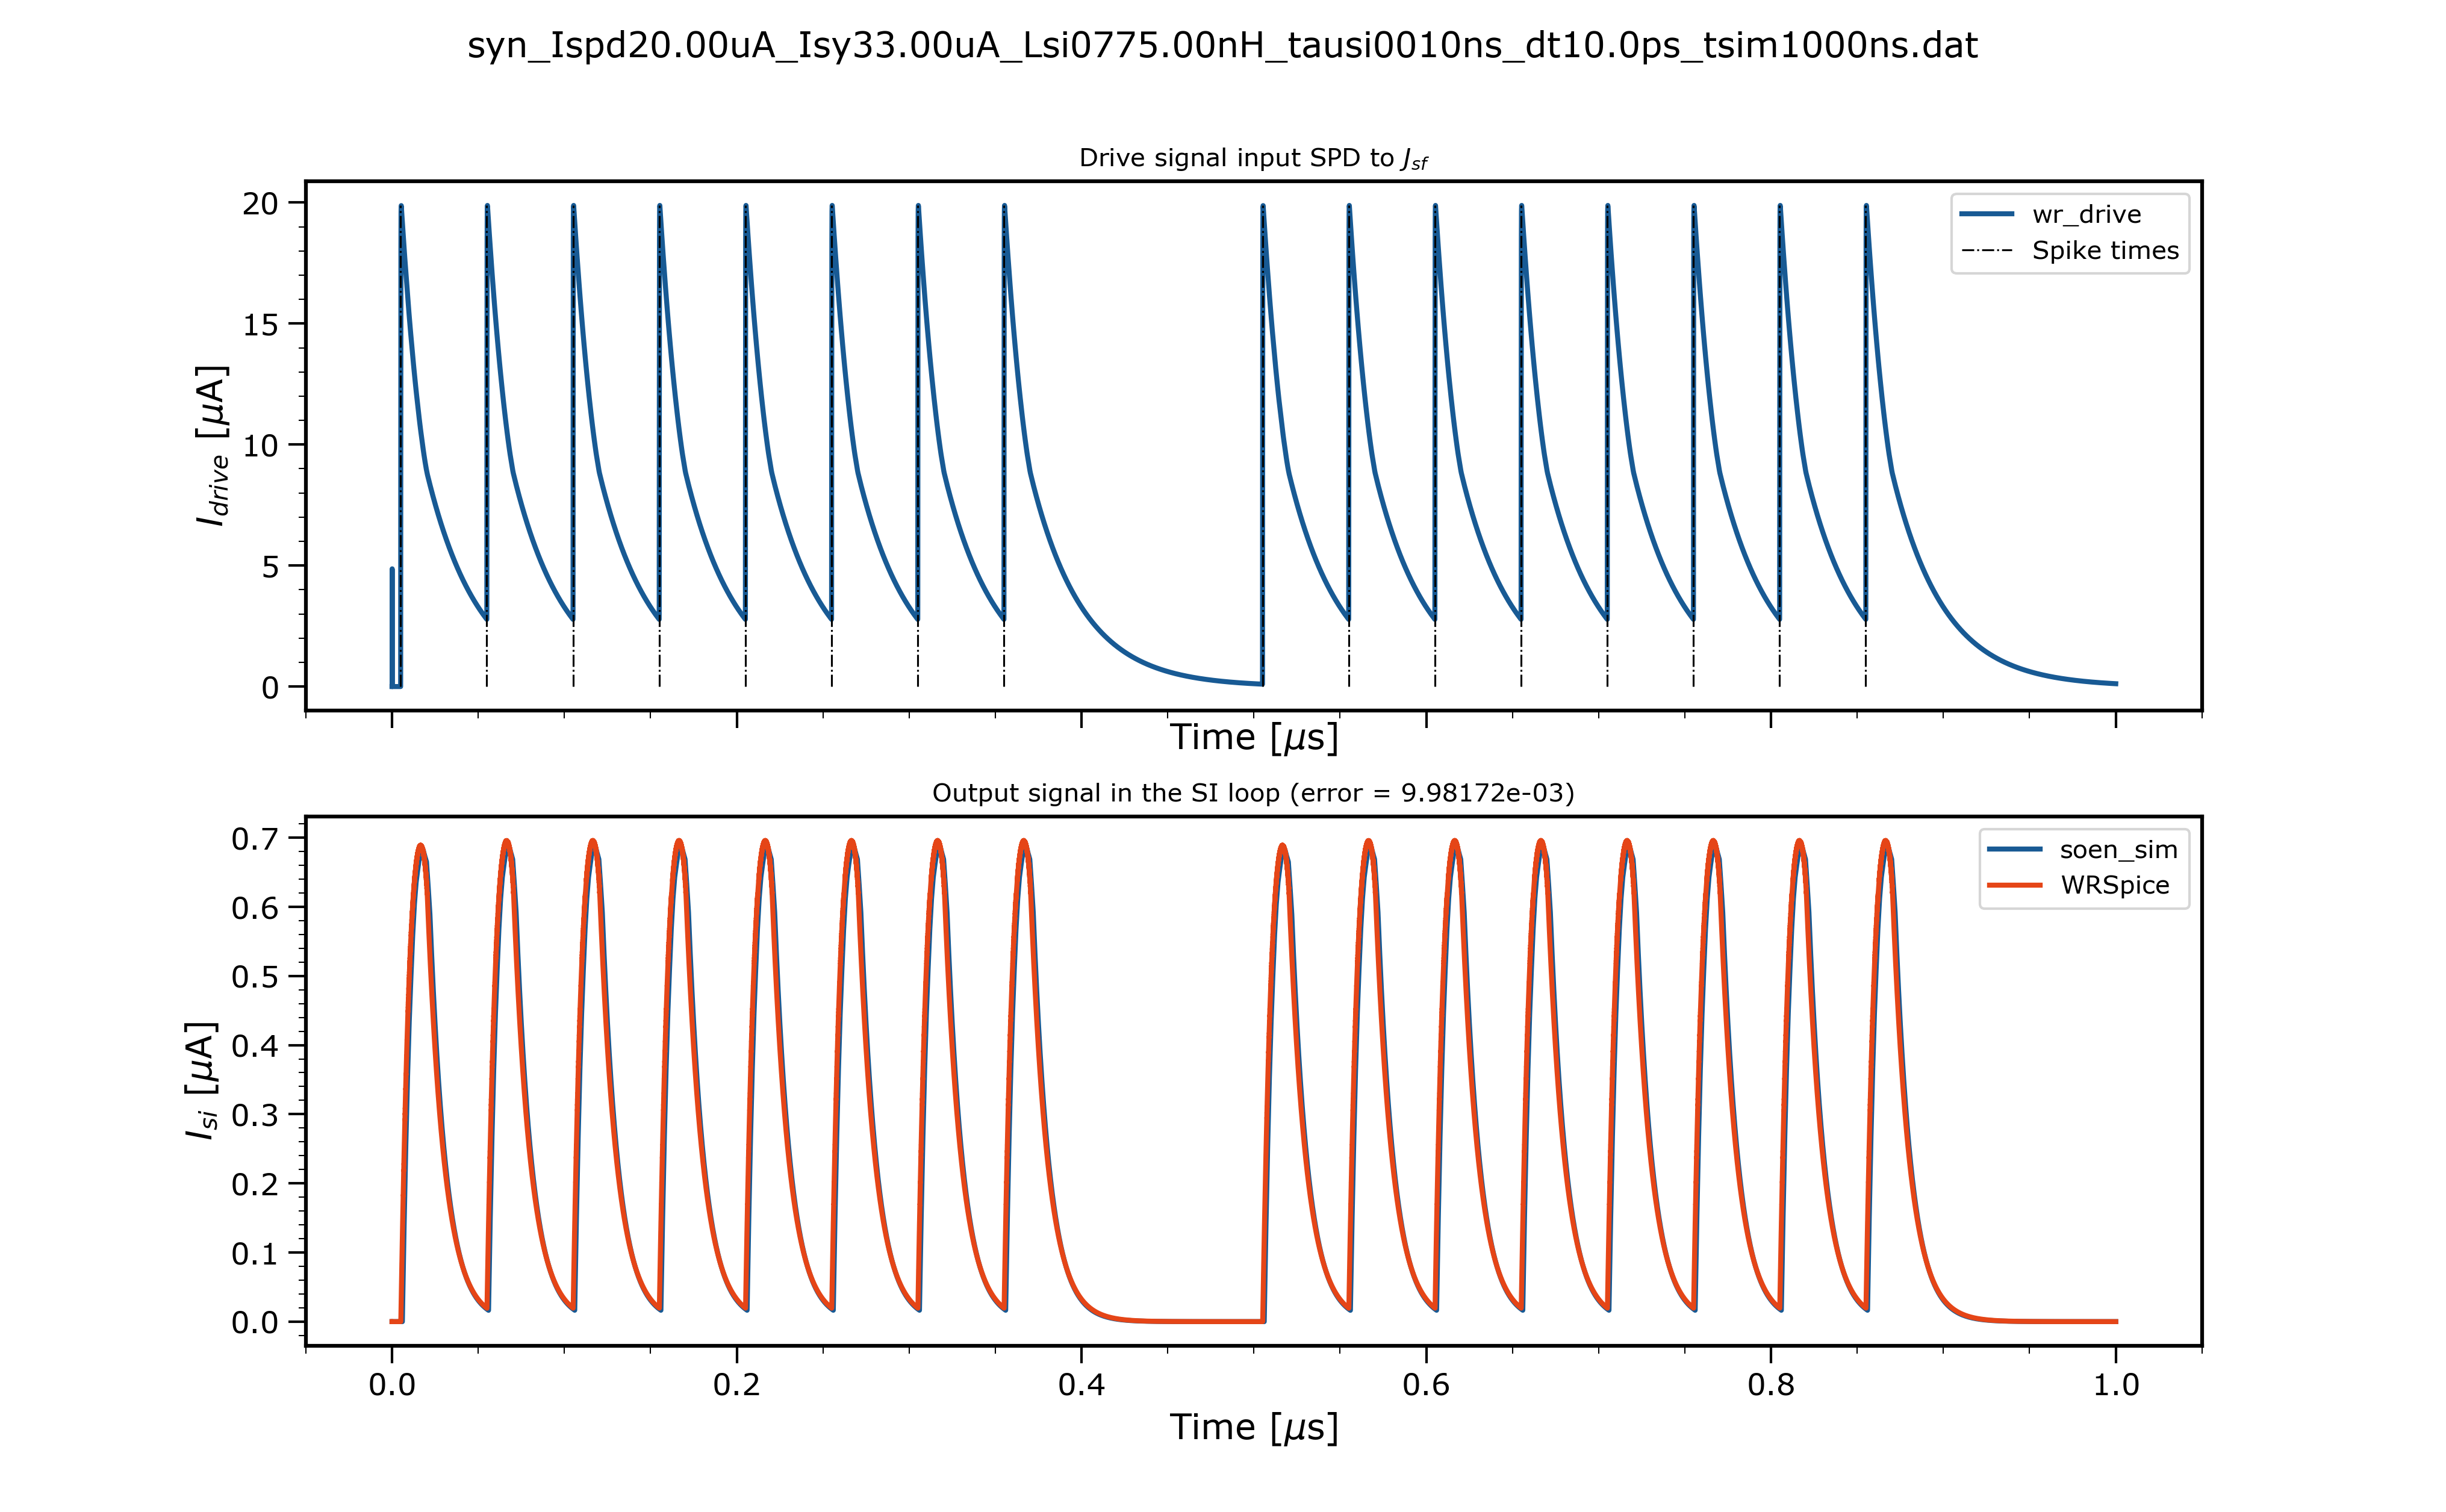 syn_Ispd20.00uA_Isy33.00uA_Lsi0775.00nH_tausi0010ns_dt10.0ps_tsim1000ns.dat
Drive signal input SPD to J_sf
I_drive [μA]
20
15
10
5
0
wr_drive
Spike times
Time [μs]
Output signal in the SI loop (error = 9.98172e-03)
I_si [μA]
0.7
0.6
0.5
0.4
0.3
0.2
0.1
0.0
soen_sim
WRSpice
0.0 0.2 0.4 0.6 0.8 1.0
Time [μs]